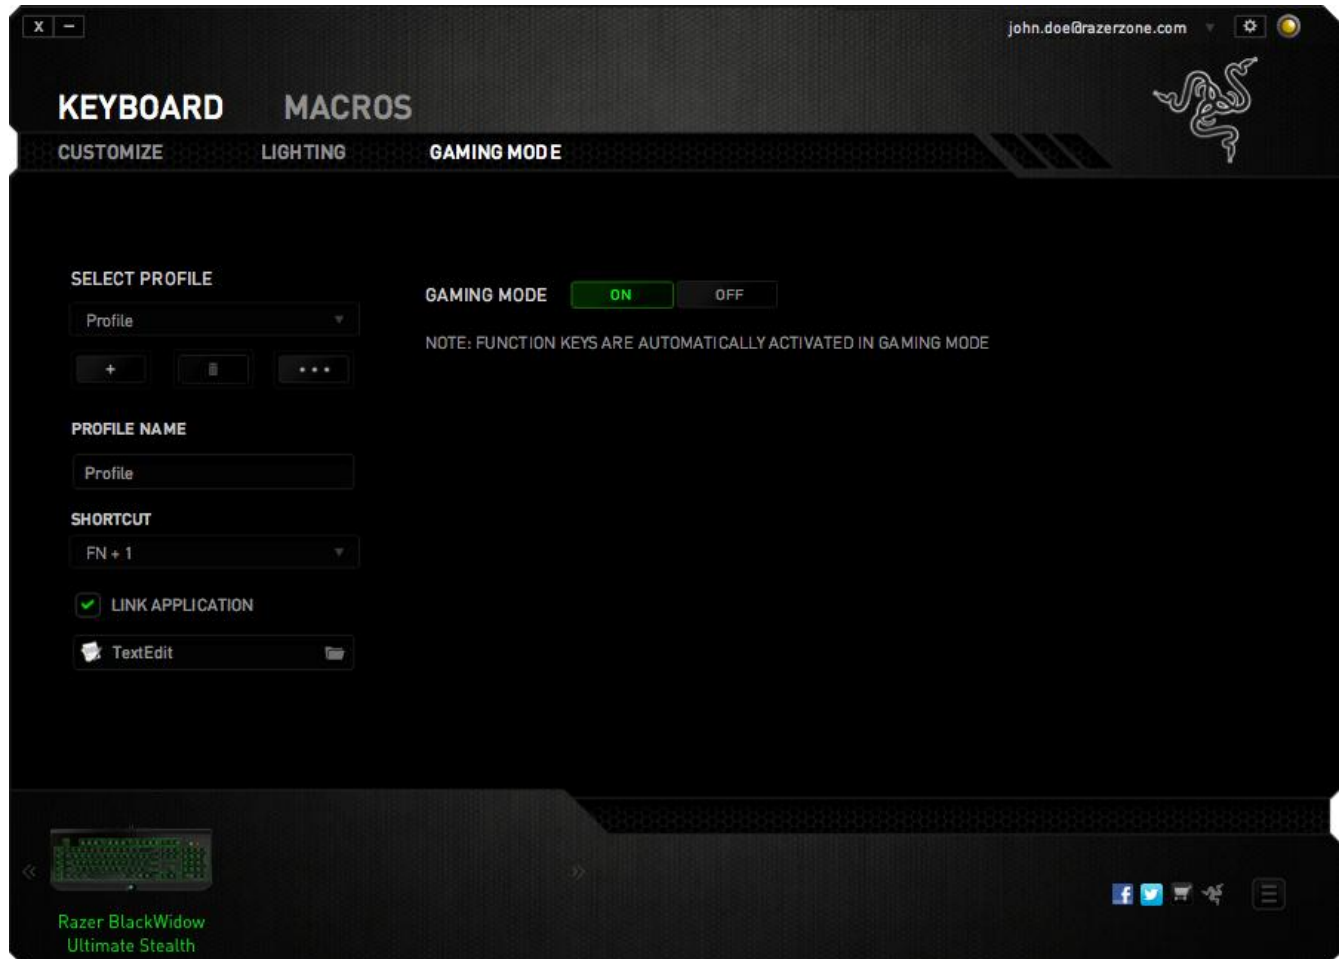 X –
john.doe@razerzone.com
KEYBOARD MACROS
CUSTOMIZE LIGHTING GAMING MODE
SELECT PROFILE
Profile
+ •••
PROFILE NAME
Profile
SHORTCUT
FN + 1
LINK APPLICATION
TextEdit
GAMING MODE ON OFF
NOTE: FUNCTION KEYS ARE AUTOMATICALLY ACTIVATED IN GAMING MODE
Razer BlackWidow
Ultimate Stealth